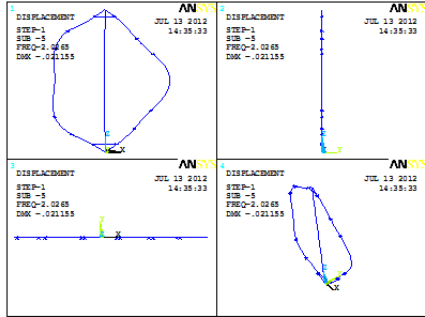 1
ANSYS
DISPLACEMENT
STEP=1
SUB =5
FREQ=2.0265
DMX =.021155
JUL 13 2012
14:35:33
Z
X
2
ANSYS
DISPLACEMENT
STEP=1
SUB =5
FREQ=2.0265
DMX =.021155
JUL 13 2012
14:35:33
Z
3
ANSYS
DISPLACEMENT
STEP=1
SUB =5
FREQ=2.0265
DMX =.021155
JUL 13 2012
14:35:33
Y
X
4
ANSYS
DISPLACEMENT
STEP=1
SUB =5
FREQ=2.0265
DMX =.021155
JUL 13 2012
14:35:33
Z
X